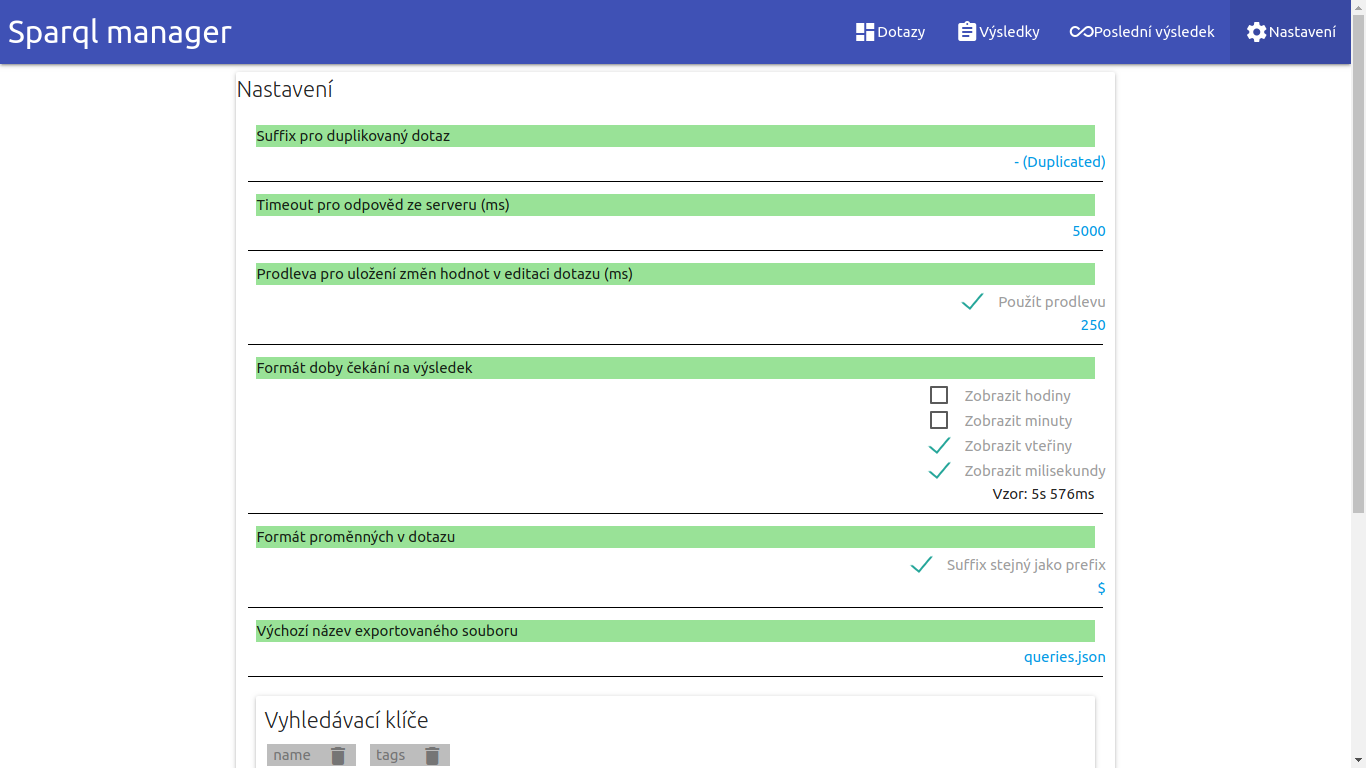 Sparql manager
Dotazy
Výsledky
Poslední výsledek
Nastavení
Nastavení
Suffix pro duplikovaný dotaz
- (Duplicated)
Timeout pro odpověd ze serveru (ms)
5000
Prodleva pro uložení změn hodnot v editaci dotazu (ms)
Použít prodlevu
250
Formát doby čekání na výsledek
Zobrazit hodiny
Zobrazit minuty
Zobrazit vteřiny
Zobrazit milisekundy
Vzor: 5s 576ms
Formát proměnných v dotazu
Suffix stejný jako prefix
$
Výchozí název exportovaného souboru
queries.json
Vyhledávací klíče
name
tags